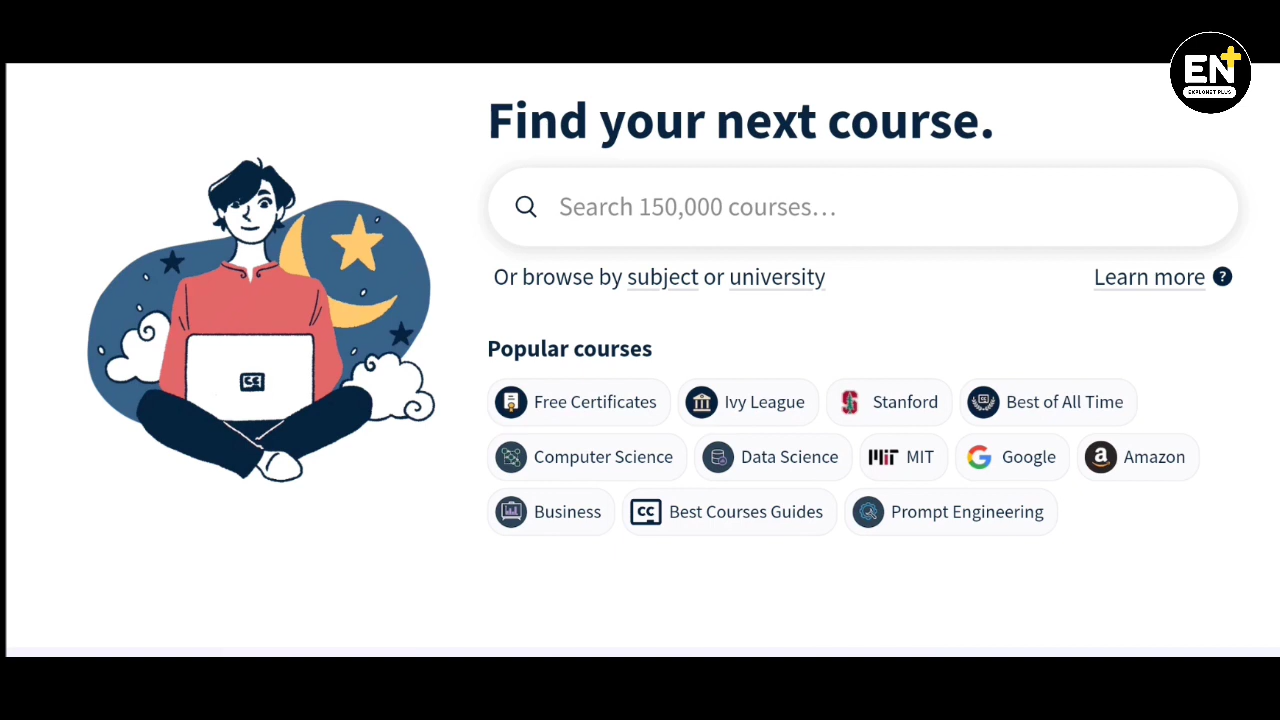 EN+
EXPLONET PLUS
Find your next course.
Search 150,000 courses...
Or browse by subject or university
Learn more ?
Popular courses
Free Certificates Ivy League Stanford Best of All Time
Computer Science Data Science MIT Google Amazon
Business Best Courses Guides Prompt Engineering